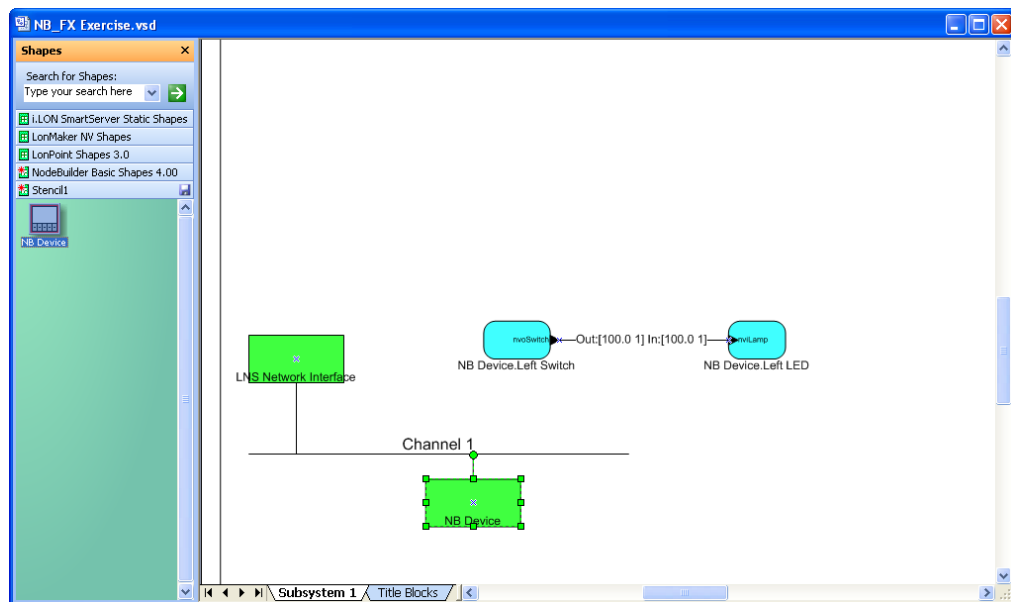 NB_FX Exercise.vsd
Shapes
Search for Shapes:
Type your search here
i.LON SmartServer Static Shapes
LonMaker NV Shapes
LonPoint Shapes 3.0
NodeBuilder Basic Shapes 4.00
Stencil1
NB Device
nvoSwitch
Out:[100.0 1] In:[100.0 1]
nviLamp
NB Device.Left Switch
NB Device.Left LED
LNS Network Interface
Channel 1
NB Device
Subsystem 1
Title Blocks